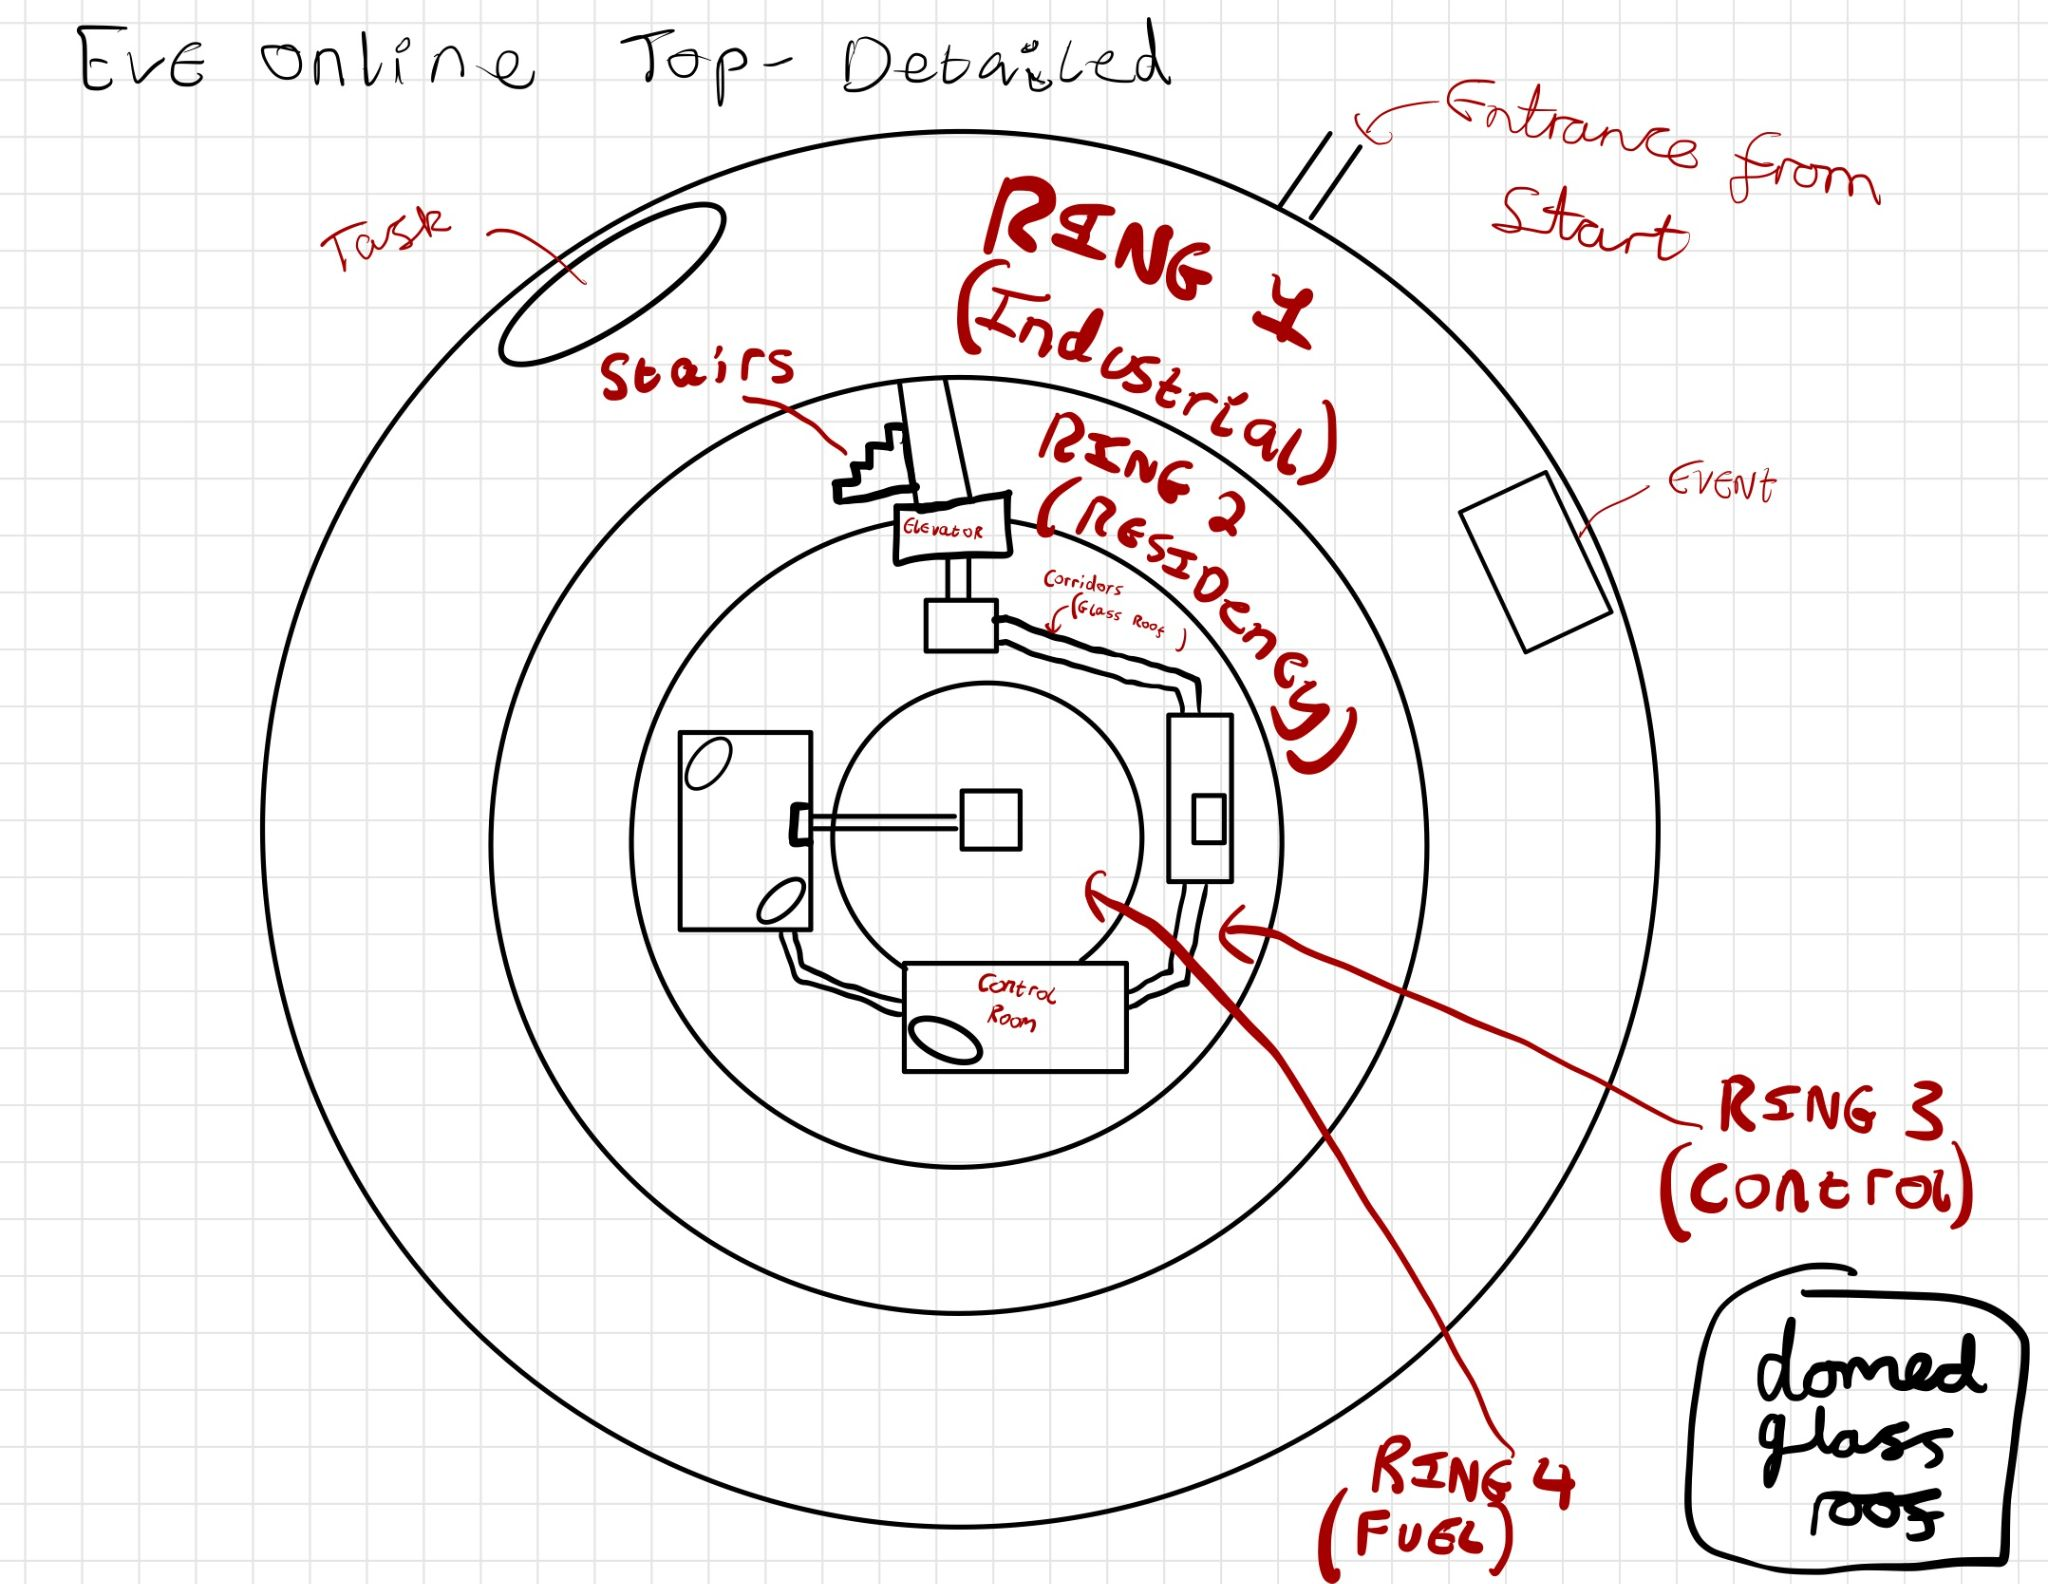 EvE online Top-Detailed
Entrance from
Start
Task
RING 1
(Industrial)
Stairs
RING 2
(RESIDency)
EVENT
ElevatoR
Corridors
(Glass Roof)
Control
Room
RING 3
(Control)
RING 4
(FUEL)
domed
glass
roof